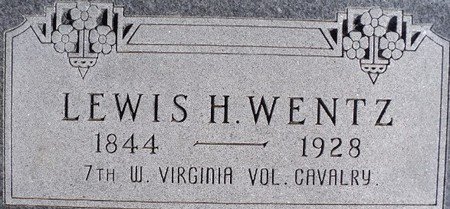 LEWIS H. WENTZ
1844 — 1928
7TH W. VIRGINIA VOL. CAVALRY.